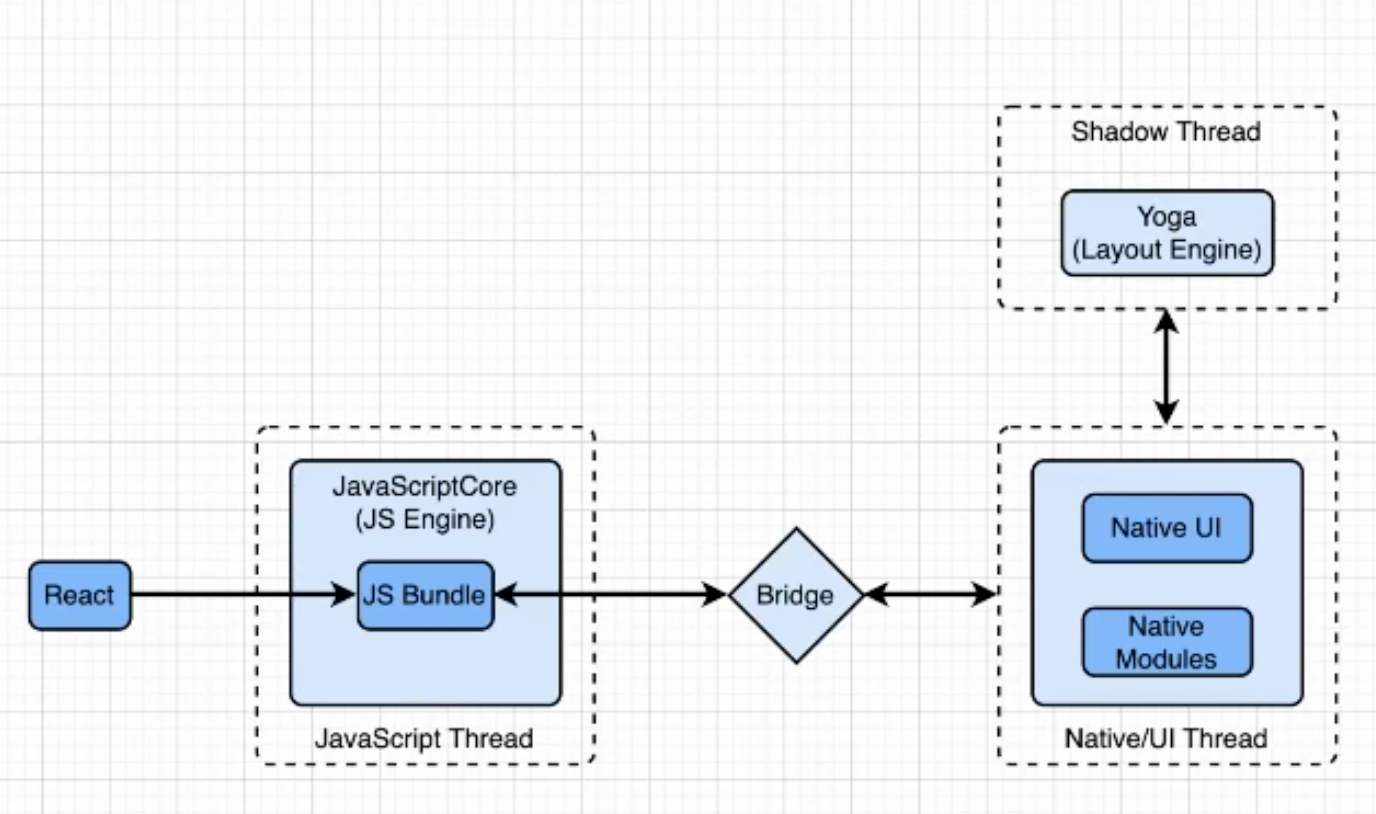 Shadow Thread
Yoga
(Layout Engine)
JavaScriptCore
(JS Engine)
React
JS Bundle
Bridge
Native UI
Native
Modules
JavaScript Thread
Native/UI Thread